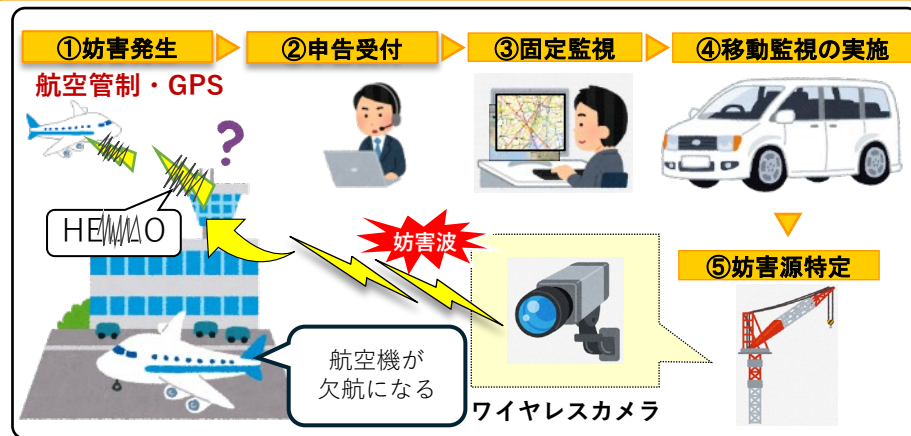 ①妨害発生
②申告受付
③固定監視
④移動監視の実施
航空管制・GPS
?
HE O
妨害波
⑤妨害源特定
航空機が
欠航になる
ワイヤレスカメラ